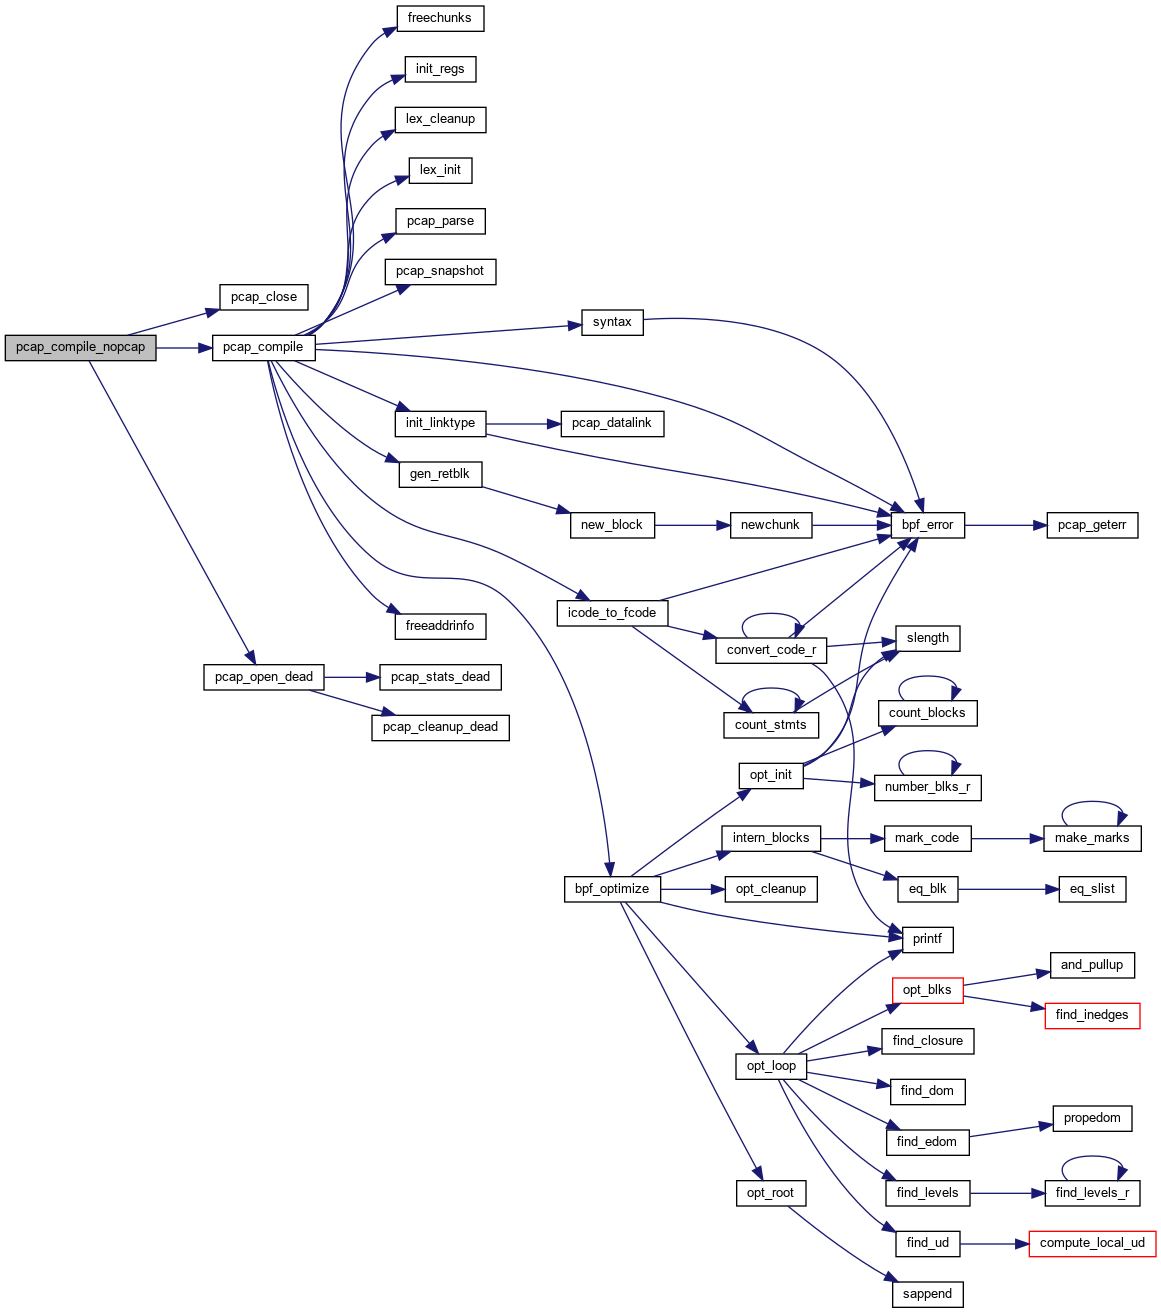 freechunks
init_regs
lex_cleanup
lex_init
pcap_parse
pcap_snapshot
pcap_close
syntax
pcap_compile_nopcap
pcap_compile
init_linktype
pcap_datalink
gen_retblk
new_block
newchunk
bpf_error
pcap_geterr
icode_to_fcode
freeaddrinfo
convert_code_r
slength
pcap_open_dead
pcap_stats_dead
count_blocks
pcap_cleanup_dead
count_stmts
opt_init
number_blks_r
intern_blocks
mark_code
make_marks
bpf_optimize
opt_cleanup
eq_blk
eq_slist
printf
and_pullup
opt_blks
find_inedges
find_closure
opt_loop
find_dom
propedom
find_edom
opt_root
find_levels
find_levels_r
find_ud
compute_local_ud
sappend